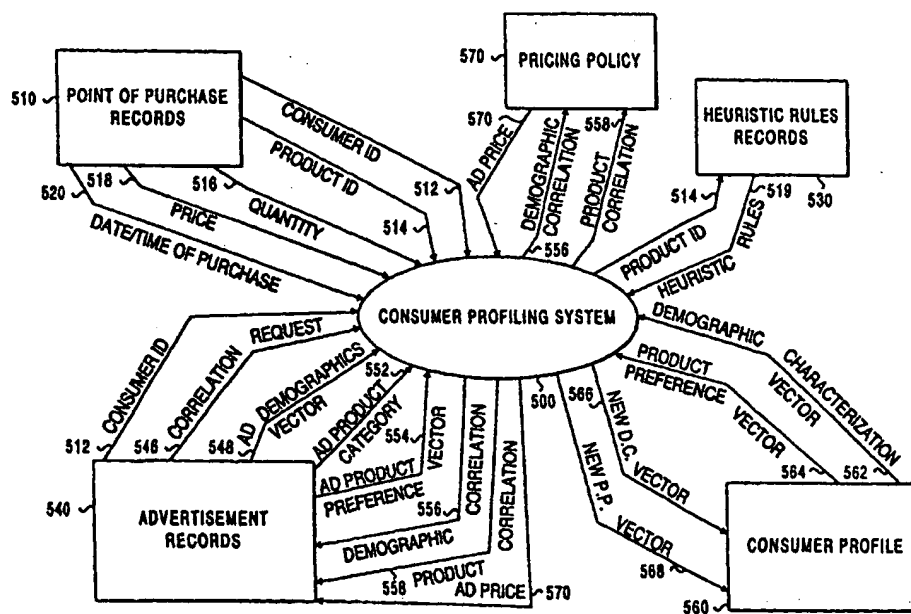 510
POINT OF PURCHASE
RECORDS
570
PRICING POLICY
HEURISTIC RULES
RECORDS
530
CONSUMER ID
512
PRODUCT ID
514
QUANTITY
516
PRICE
518
DATE/TIME OF PURCHASE
520
570
AD PRICE
DEMOGRAPHIC
CORRELATION
556
558
PRODUCT
CORRELATION
514
PRODUCT ID
519
HEURISTIC RULES
CONSUMER PROFILING SYSTEM
500
CONSUMER ID
512
CORRELATION REQUEST
546
AD DEMOGRAPHICS
VECTOR
548
552
AD PRODUCT
CATEGORY
554
AD PRODUCT
PREFERENCE VECTOR
556
DEMOGRAPHIC CORRELATION
558
PRODUCT CORRELATION
AD PRICE
570
566
NEW D.C. VECTOR
NEW P.P. VECTOR
568
DEMOGRAPHIC CHARACTERIZATION
VECTOR
562
PRODUCT
PREFERENCE VECTOR
564
540
ADVERTISEMENT
RECORDS
CONSUMER PROFILE
560